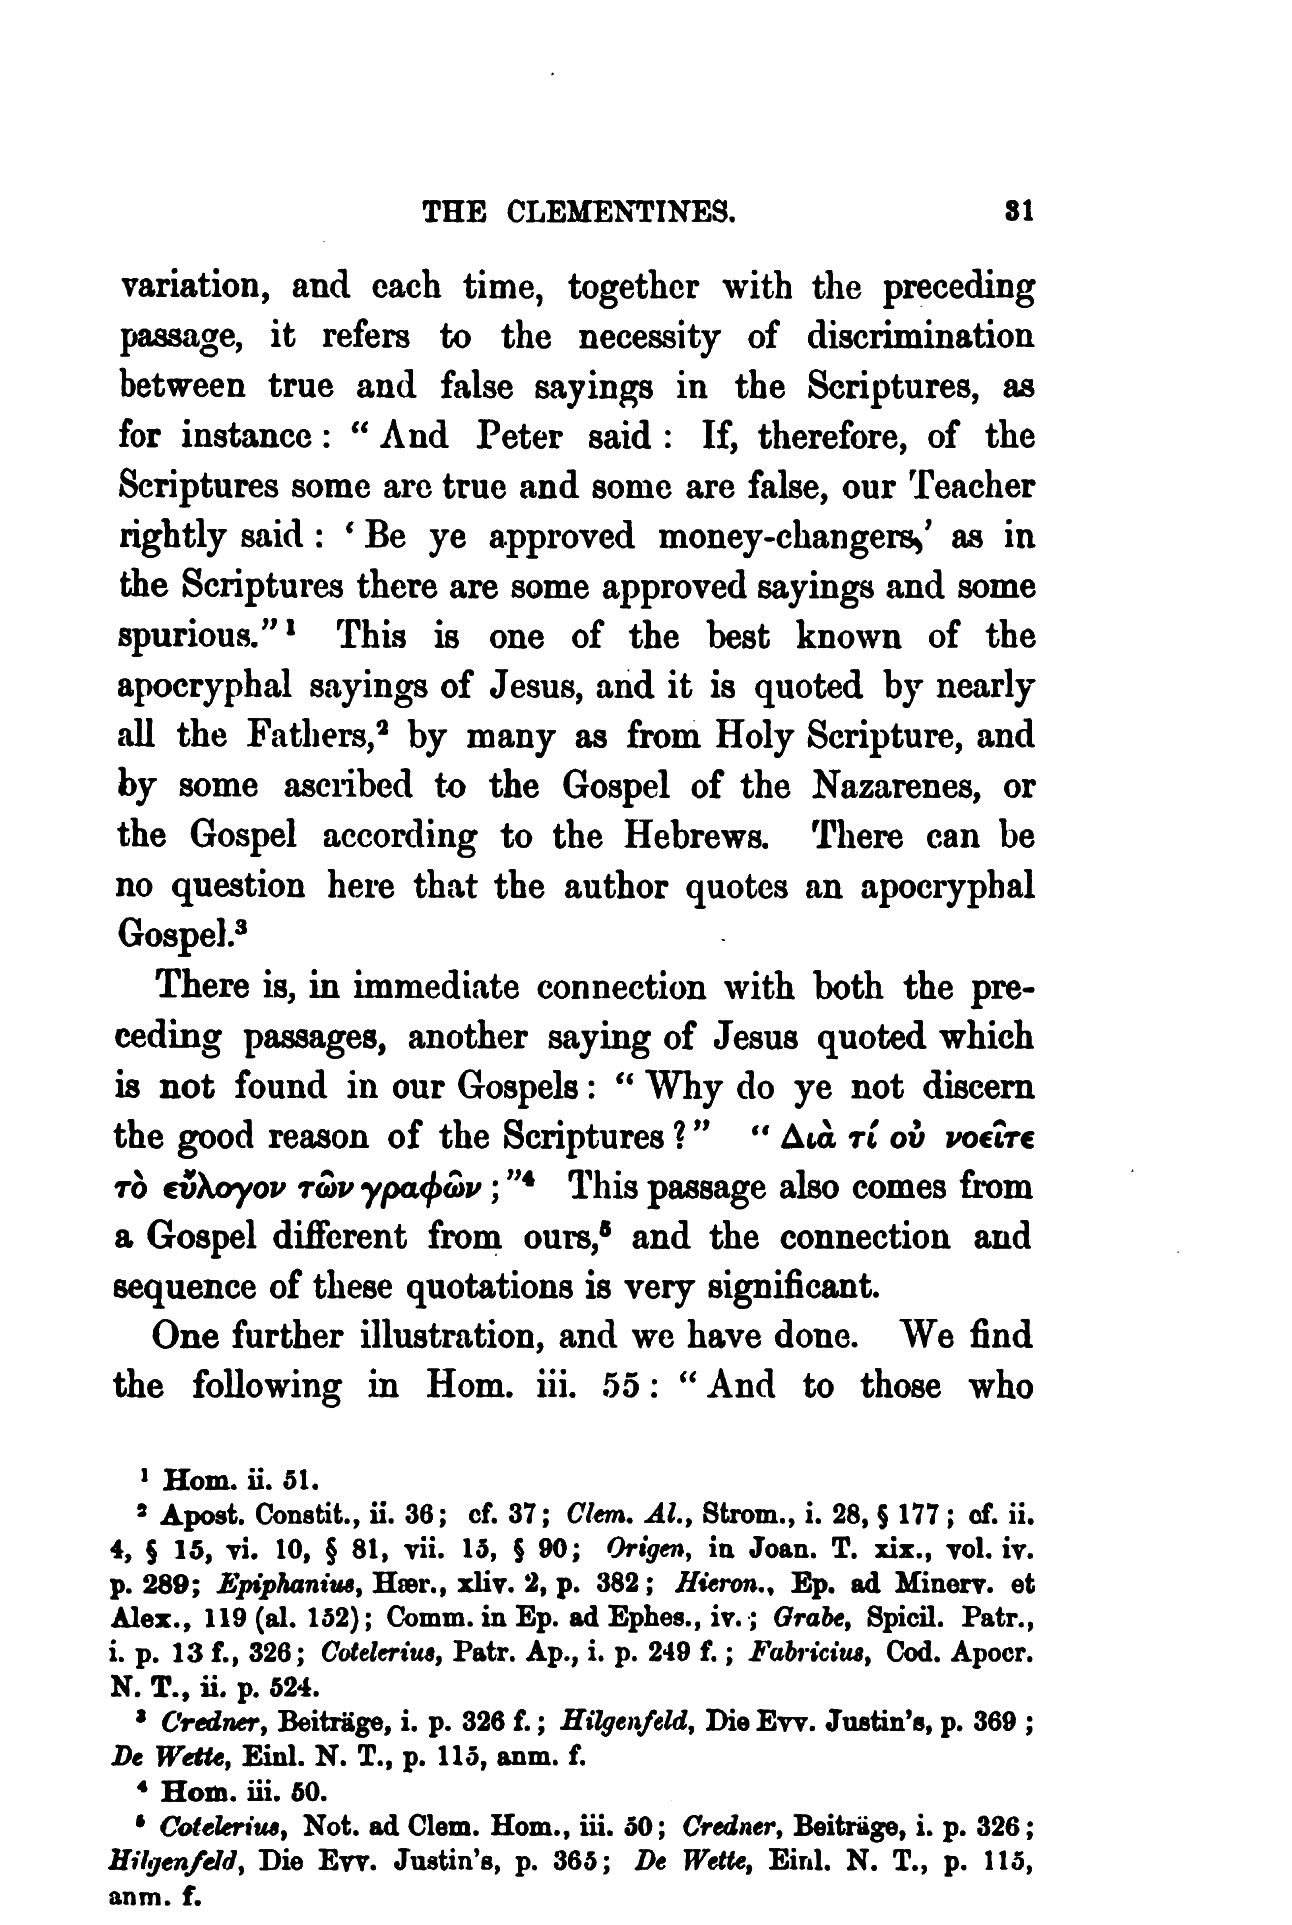 THE CLEMENTINES. 31
variation, and each time, together with the preceding
passage, it refers to the necessity of discrimination
between true and false sayings in the Scriptures, as
for instance : “ And Peter said : If, therefore, of the
Scriptures some are true and some are false, our Teacher
rightly said : ‘ Be ye approved money-changers,’ as in
the Scriptures there are some approved sayings and some
spurious.” ¹ This is one of the best known of the
apocryphal sayings of Jesus, and it is quoted by nearly
all the Fathers,² by many as from Holy Scripture, and
by some ascribed to the Gospel of the Nazarenes, or
the Gospel according to the Hebrews. There can be
no question here that the author quotes an apocryphal
Gospel.³
There is, in immediate connection with both the pre-
ceding passages, another saying of Jesus quoted which
is not found in our Gospels : “ Why do ye not discern
the good reason of the Scriptures ? ” “ Διὰ τί οὐ νοεῖτε
τὸ εὔλογον τῶν γραφῶν ; ”⁴ This passage also comes from
a Gospel different from ours,⁵ and the connection and
sequence of these quotations is very significant.
One further illustration, and we have done. We find
the following in Hom. iii. 55 : “ And to those who
¹ Hom. ii. 51.
² Apost. Constit., ii. 36 ; cf. 37 ; Clem. Al., Strom., i. 28, § 177 ; cf. ii.
4, § 15, vi. 10, § 81, vii. 15, § 90 ; Origen, in Joan. T. xix., vol. iv.
p. 289; Epiphanius, Hær., xliv. 2, p. 382 ; Hieron., Ep. ad Minerv. et
Alex., 119 (al. 152) ; Comm. in Ep. ad Ephes., iv. ; Grabe, Spicil. Patr.,
i. p. 13 f., 326 ; Cotelerius, Patr. Ap., i. p. 249 f. ; Fabricius, Cod. Apocr.
N. T., ii. p. 524.
³ Credner, Beiträge, i. p. 326 f. ; Hilgenfeld, Die Evv. Justin’s, p. 369 ;
De Wette, Einl. N. T., p. 115, anm. f.
⁴ Hom. iii. 50.
⁵ Cotelerius, Not. ad Clem. Hom., iii. 50 ; Credner, Beiträge, i. p. 326 ;
Hilgenfeld, Die Evv. Justin’s, p. 365 ; De Wette, Einl. N. T., p. 115,
anm. f.